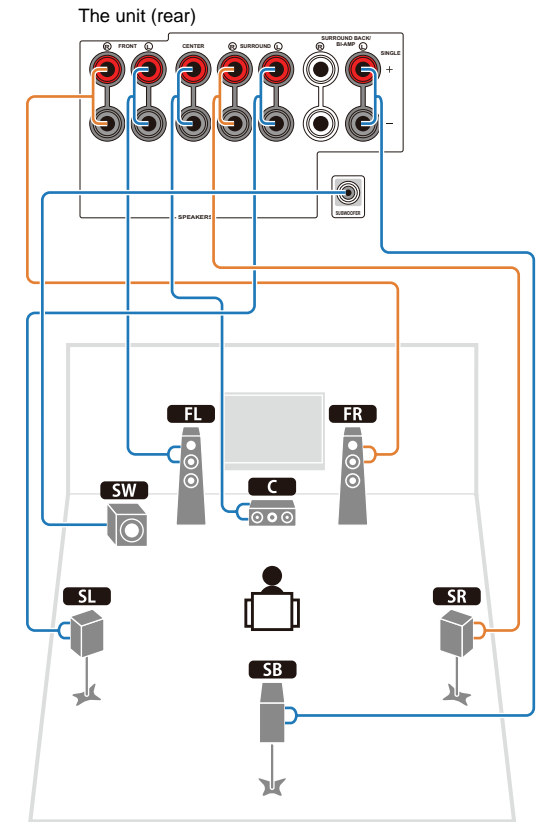 The unit (rear)
SURROUND BACK/
BI-AMP
R FRONT L CENTER R SURROUND L R L SINGLE
+
−
SPEAKERS
SUBWOOFER
FL FR
SW C
SL SR
SB